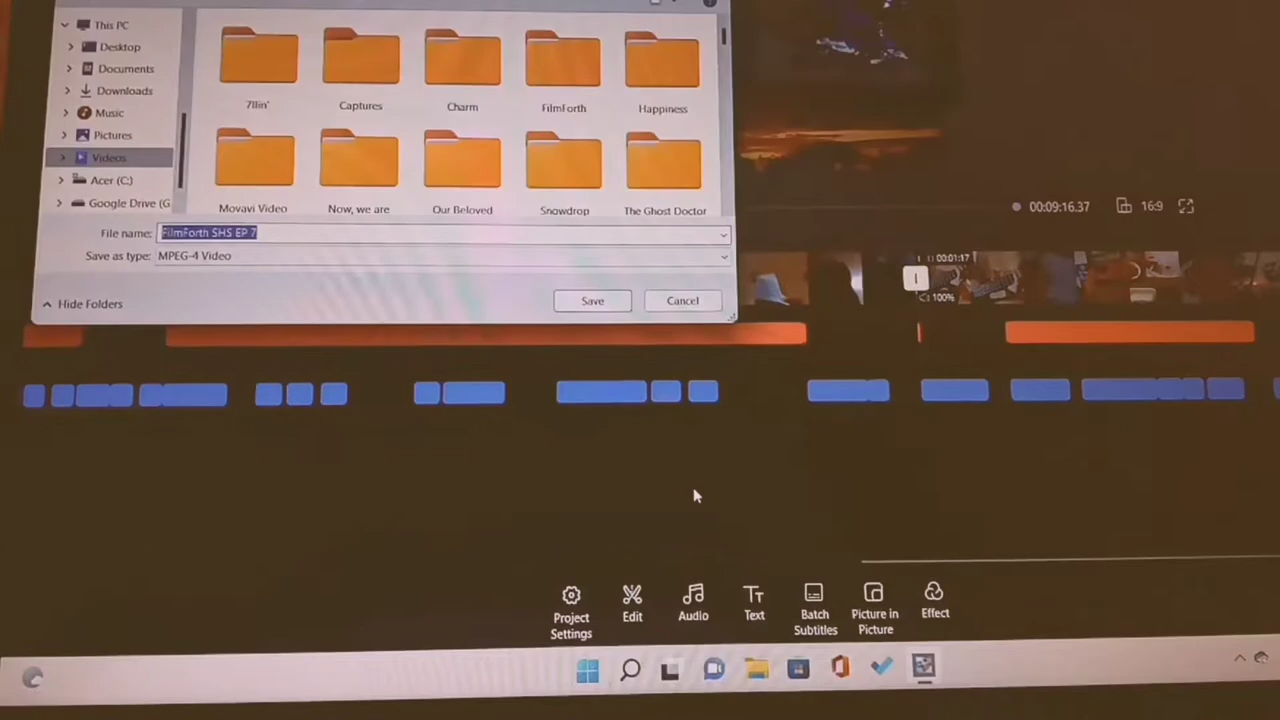 This PC
Desktop
Documents
Downloads
Music
Pictures
Videos
Acer (C:)
Google Drive (G
7llin'
Captures
Charm
FilmForth
Happiness
Movavi Video
Now, we are
Our Beloved
Snowdrop
The Ghost Doctor
File name: FilmForth SHS EP 7
Save as type: MPEG-4 Video
Hide Folders
Save
Cancel
00:09:16.37
16:9
00:01:17
100%
Project
Settings
Edit
Audio
Text
Batch
Subtitles
Picture in
Picture
Effect